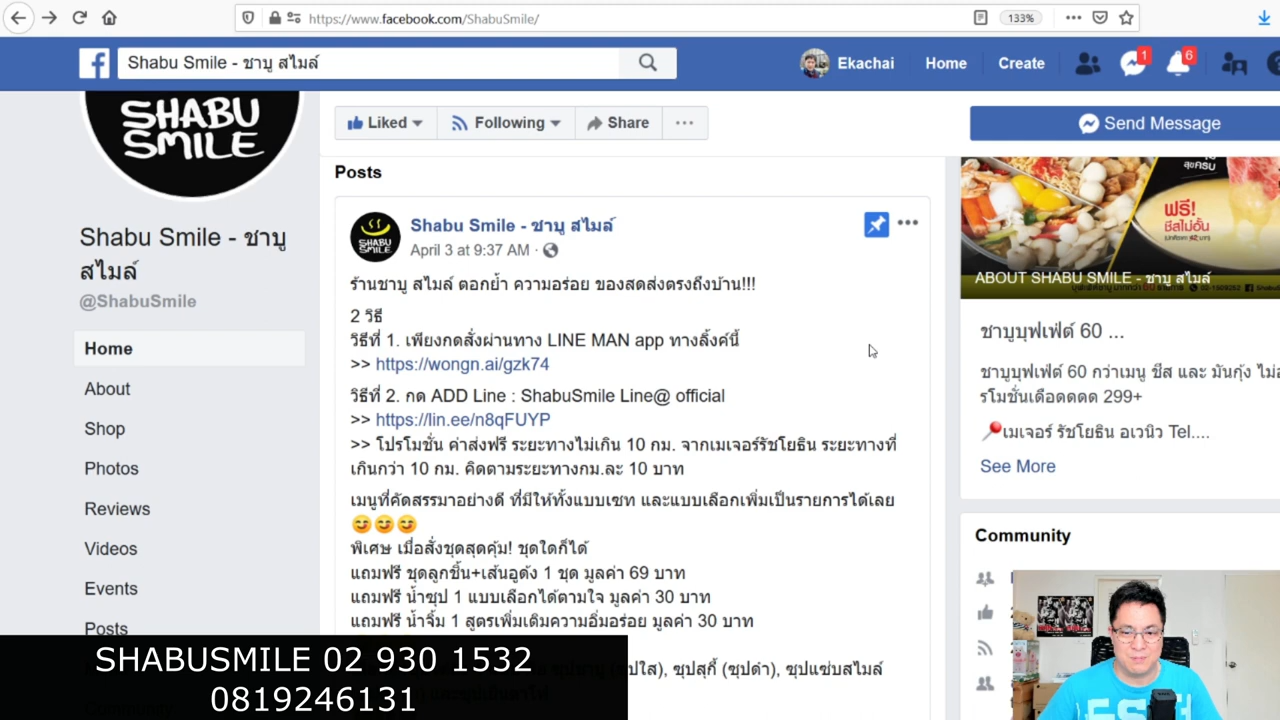 https://www.facebook.com/ShabuSmile/
133%
Shabu Smile - ชาบู สไมล์
Ekachai
Home
Create
1
6
SHABU
SMILE
Liked
Following
Share
Send Message
Shabu Smile - ชาบู
สไมล์
@ShabuSmile
Home
About
Shop
Photos
Reviews
Videos
Events
Posts
Posts
SHABU
SMILE
Shabu Smile - ชาบู สไมล์
April 3 at 9:37 AM
ร้านชาบู สไมล์ ตอกย้ำ ความอร่อย ของสดส่งตรงถึงบ้าน!!!
2 วิธี
วิธีที่ 1. เพียงกดสั่งผ่านทาง LINE MAN app ทางลิ้งค์นี้
>> https://wongn.ai/gzk74
วิธีที่ 2. กด ADD Line : ShabuSmile Line@ official
>> https://lin.ee/n8qFUYP
>> โปรโมชั่น ค่าส่งฟรี ระยะทางไม่เกิน 10 กม. จากเมเจอร์รัชโยธิน ระยะทางที่
เกินกว่า 10 กม. คิดตามระยะทางกม.ละ 10 บาท
เมนูที่คัดสรรมาอย่างดี ที่มีให้ทั้งแบบเซท และแบบเลือกเพิ่มเป็นรายการได้เลย
พิเศษ เมื่อสั่งชุดสุดคุ้ม! ชุดใดก็ได้
แถมฟรี ชุดลูกชิ้น+เส้นอูด้ง 1 ชุด มูลค่า 69 บาท
แถมฟรี น้ำซุป 1 แบบเลือกได้ตามใจ มูลค่า 30 บาท
แถมฟรี น้ำจิ้ม 1 สูตรเพิ่มเติมความอิ่มอร่อย มูลค่า 30 บาท
ซุปสุกี้ (ซุปดำ), ซุปแซ่บสไมล์
สุขครบ
ฟรี!
ชีสไม่อั้น
ABOUT SHABU SMILE - ชาบู สไมล์
ชาบูบุฟเฟ่ต์ 60 ...
ชาบูบุฟเฟ่ต์ 60 กว่าเมนู ชีส และ มันกุ้ง
รโมชั่นเดือดดดด 299+
เมเจอร์ รัชโยธิน อเวนิว Tel....
See More
Community
SHABUSMILE 02 930 1532
0819246131